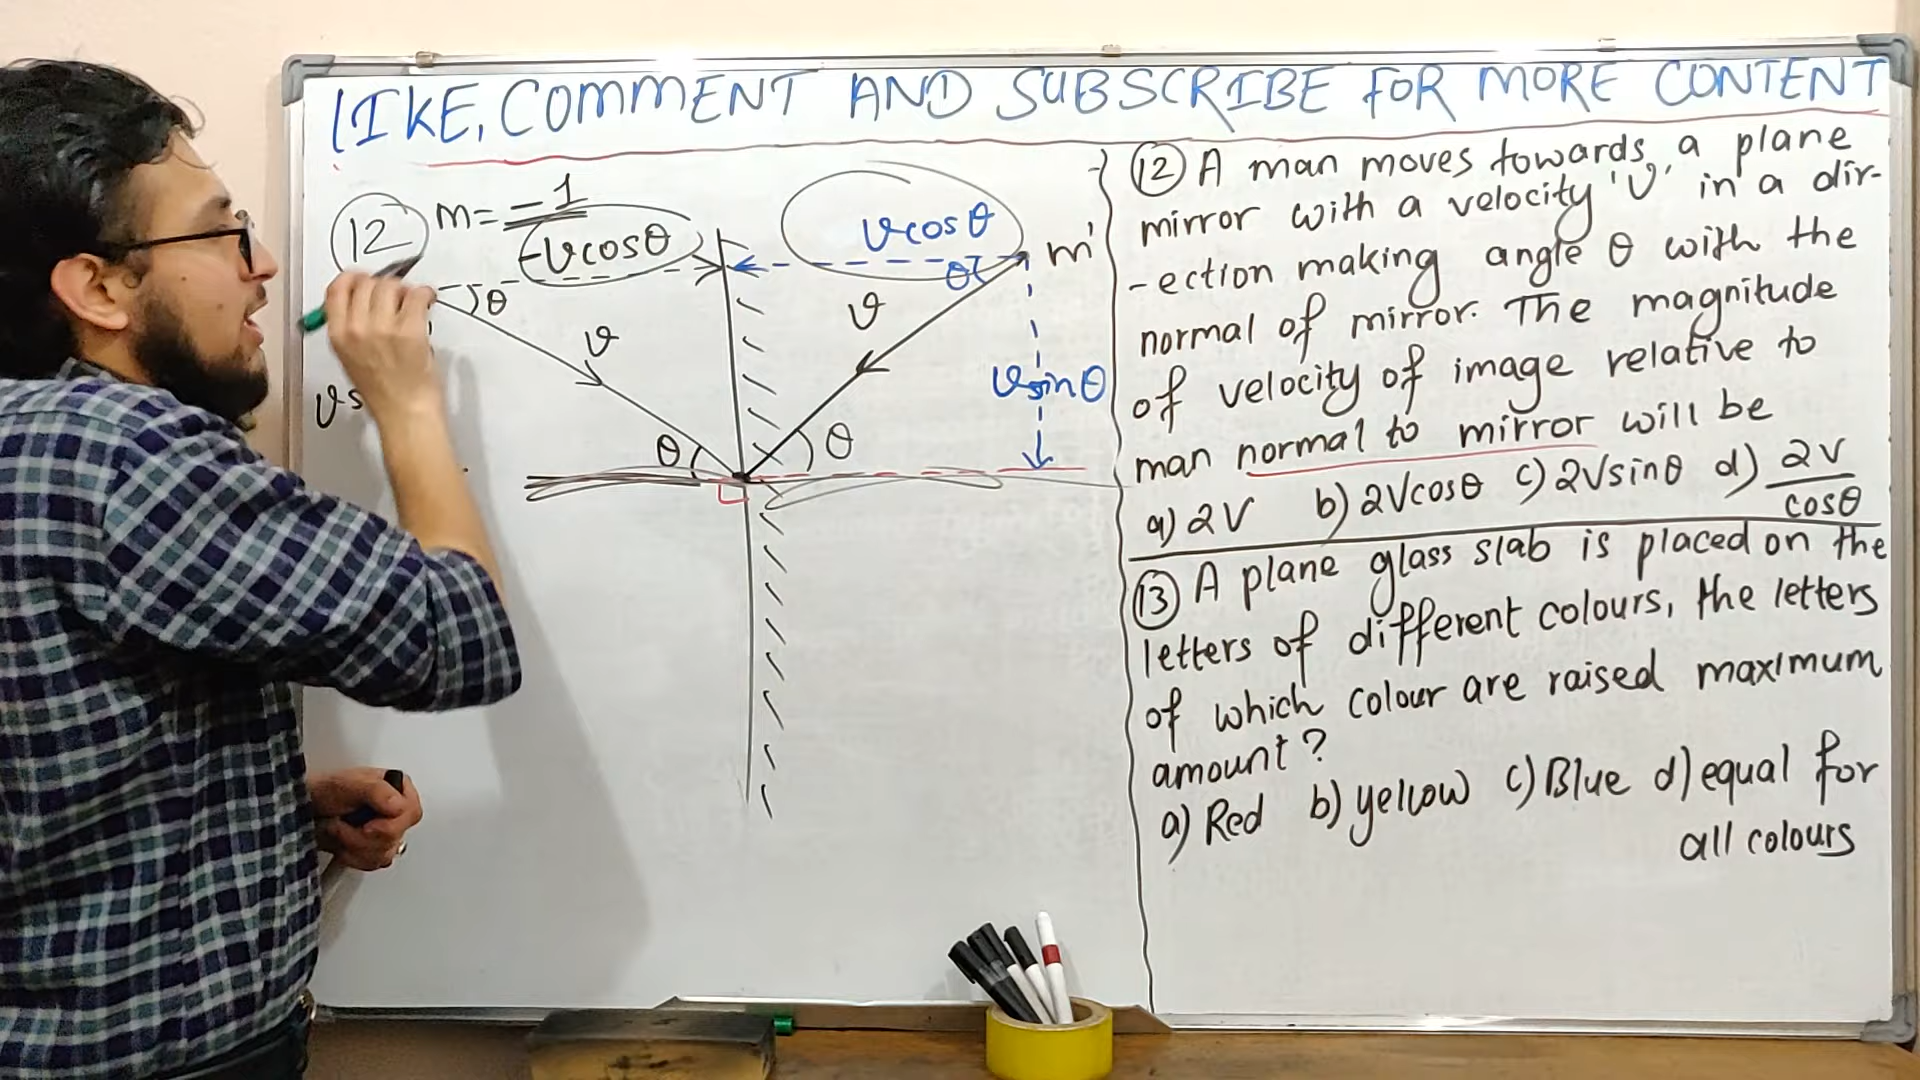 LIKE, COMMENT AND SUBSCRIBE FOR MORE CONTENT
12 m = -1
-vcosθ
vcosθ
m'
θ
θ
v
v
vs
vsinθ
θ
θ
12 A man moves towards a plane
mirror with a velocity 'V' in a dir-
-ection making angle θ with the
normal of mirror. The magnitude
of velocity of image relative to
man normal to mirror will be
a) 2V b) 2Vcosθ c) 2Vsinθ d) 2V/cosθ
13 A plane glass slab is placed on the
letters of different colours, the letters
of which colour are raised maximum
amount?
a) Red b) yellow c) Blue d) equal for
all colours